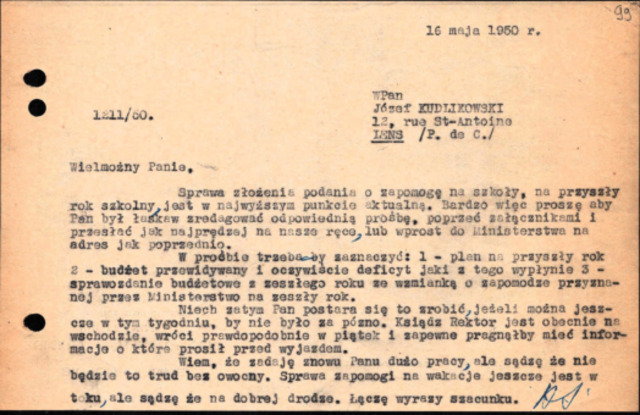 99
16 maja 1950 r.
WPan
Józef KUDLIKOWSKI
1211/50.
12, rue St-Antoine
LENS /P. de C./
Wielmożny Panie,
Sprawa złożenia podania o zapomogę na szkoły, na przyszły
rok szkolny, jest w najwyższym punkcie aktualną. Bardzo więc proszę aby
Pan był łaskaw zredagować odpowiednią prośbę, poprzeć załącznikami i
przesłać jak najprędzej na nasze ręce, lub wprost do Ministerstwa na
adres jak poprzednio.
W prośbie trzeba-by zaznaczyć: 1 - plan na przyszły rok
2 - budżet przewidywany i oczywiście deficyt jaki z tego wypłynie 3 -
sprawozdanie budżetowe z zeszłego roku ze wzmianką o zapomodze przyzna-
nej przez Ministerstwo na zeszły rok.
Niech zatym Pan postara się to zrobić, jeżeli można jesz-
cze w tym tygodniu, by nie było za późno. Ksiądz Rektor jest obecnie na
wschodzie, wróci prawdopodobnie w piątek i zapewne pragnęłby mieć infor-
macje o które prosił przed wyjazdem.
Wiem, że zadaję znowu Panu dużo pracy, ale sądzę że nie
będzie to trud bez owocny. Sprawa zapomogi na wakacje jeszcze jest w
toku, ale sądzę że na dobrej drodze. Łączę wyrazy szacunku.